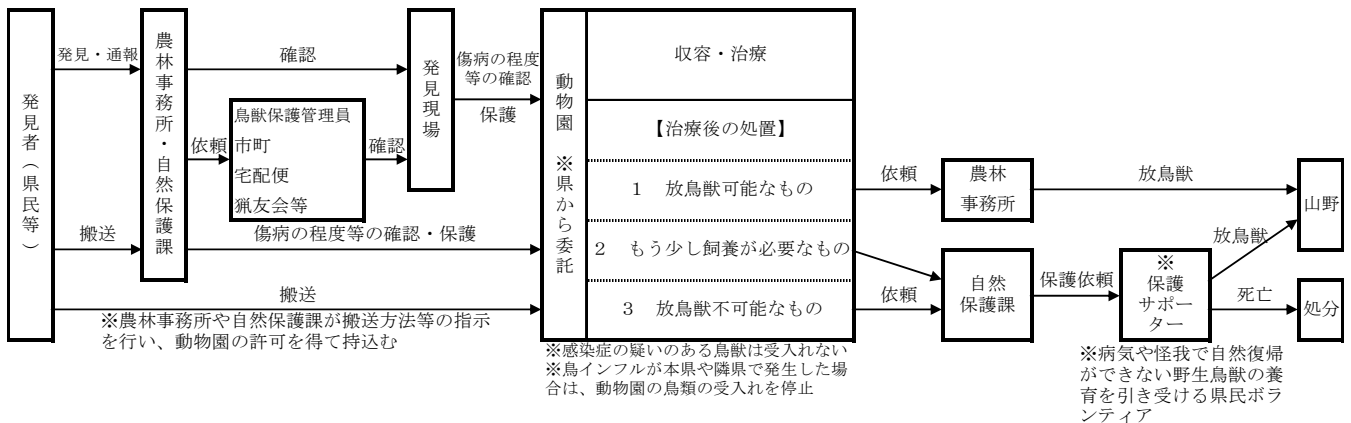 発見者（県民等）
発見・通報
搬送
農林事務所・自然保護課
確認
依頼
鳥獣保護管理員
市町
宅配便
猟友会等
確認
発見現場
傷病の程度
等の確認
保護
傷病の程度等の確認・保護
搬送
※農林事務所や自然保護課が搬送方法等の指示
を行い、動物園の許可を得て持込む
動物園　※県から委託
収容・治療
【治療後の処置】
1　放鳥獣可能なもの
2　もう少し飼養が必要なもの
3　放鳥獣不可能なもの
※感染症の疑いのある鳥獣は受入れない
※鳥インフルが本県や隣県で発生した場
合は、動物園の鳥類の受入れを停止
依頼
農林
事務所
放鳥獣
山野
依頼
自然
保護課
保護依頼
※
保護
サポー
ター
放鳥獣
死亡
処分
※病気や怪我で自然復帰
ができない野生鳥獣の養
育を引き受ける県民ボラ
ンティア